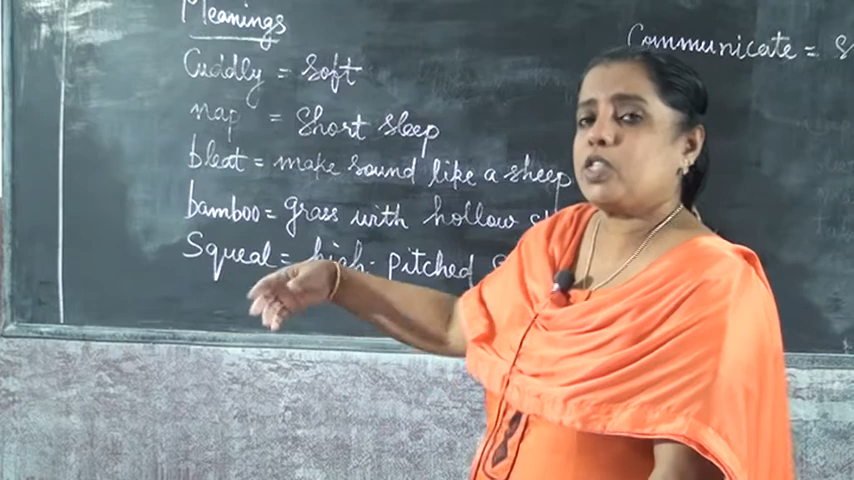 Meanings
Cuddly = soft
nap = short sleep
bleat = make sound like a sheep
bamboo = grass with hollow
Squeal = high-pitched
Communicate =